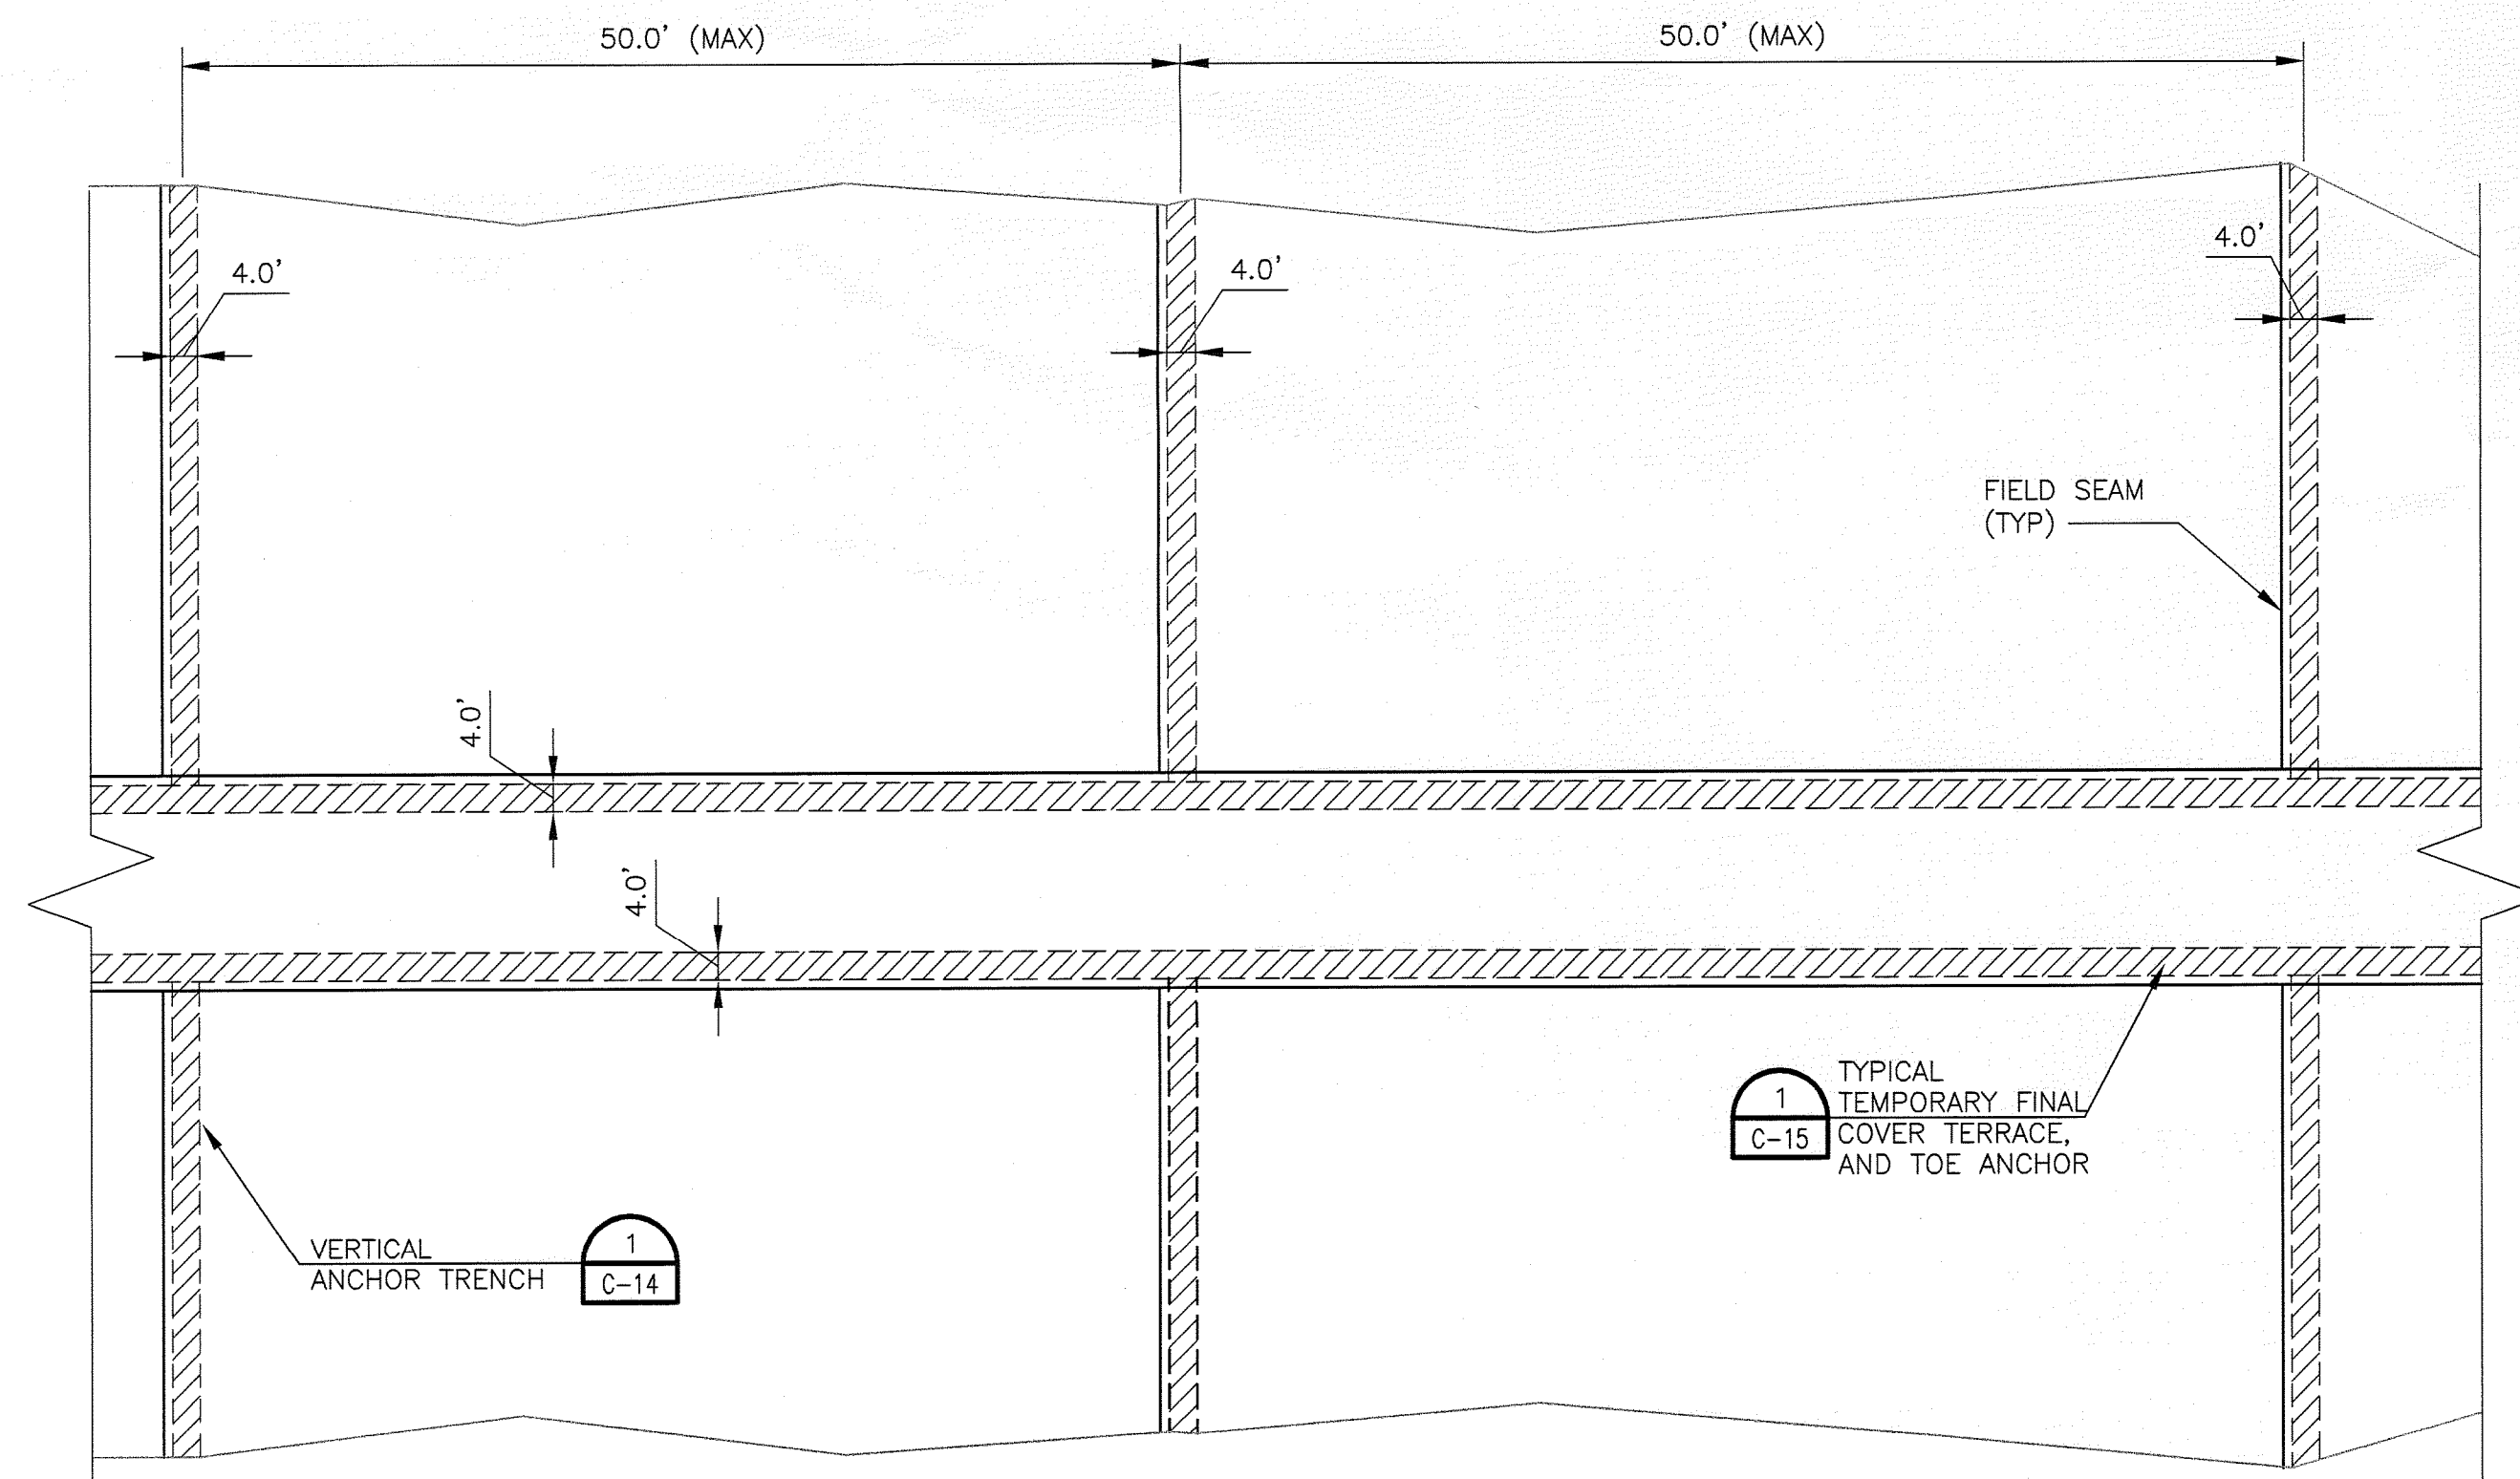 50.0' (MAX)
50.0' (MAX)
4.0'
4.0'
4.0'
FIELD SEAM
(TYP)
4.0'
4.0'
1
C-15
TYPICAL
TEMPORARY FINAL
COVER TERRACE,
AND TOE ANCHOR
VERTICAL
ANCHOR TRENCH
1
C-14